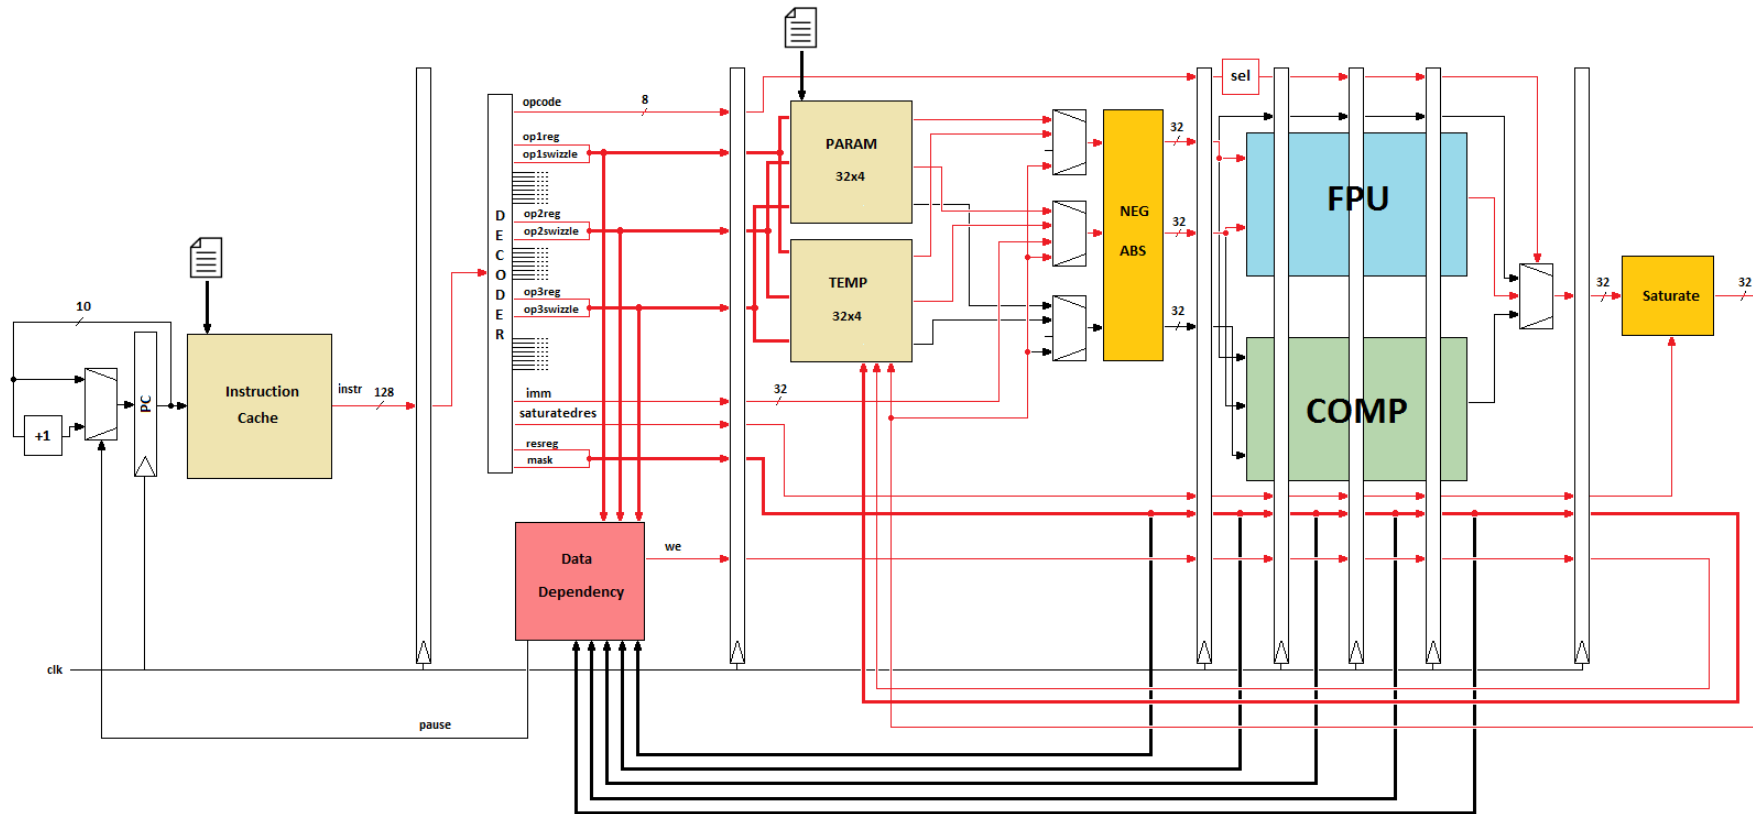 sel
opcode
8
op1reg
op1swizzle
PARAM
32x4
32
FPU
NEG
ABS
D
E
C
O
D
E
R
op2reg
op2swizzle
32
TEMP
32x4
op3reg
op3swizzle
32
32
Saturate
32
10
PC
+1
Instruction
Cache
instr
128
imm
32
saturatedres
COMP
resreg
mask
Data
Dependency
we
clk
pause